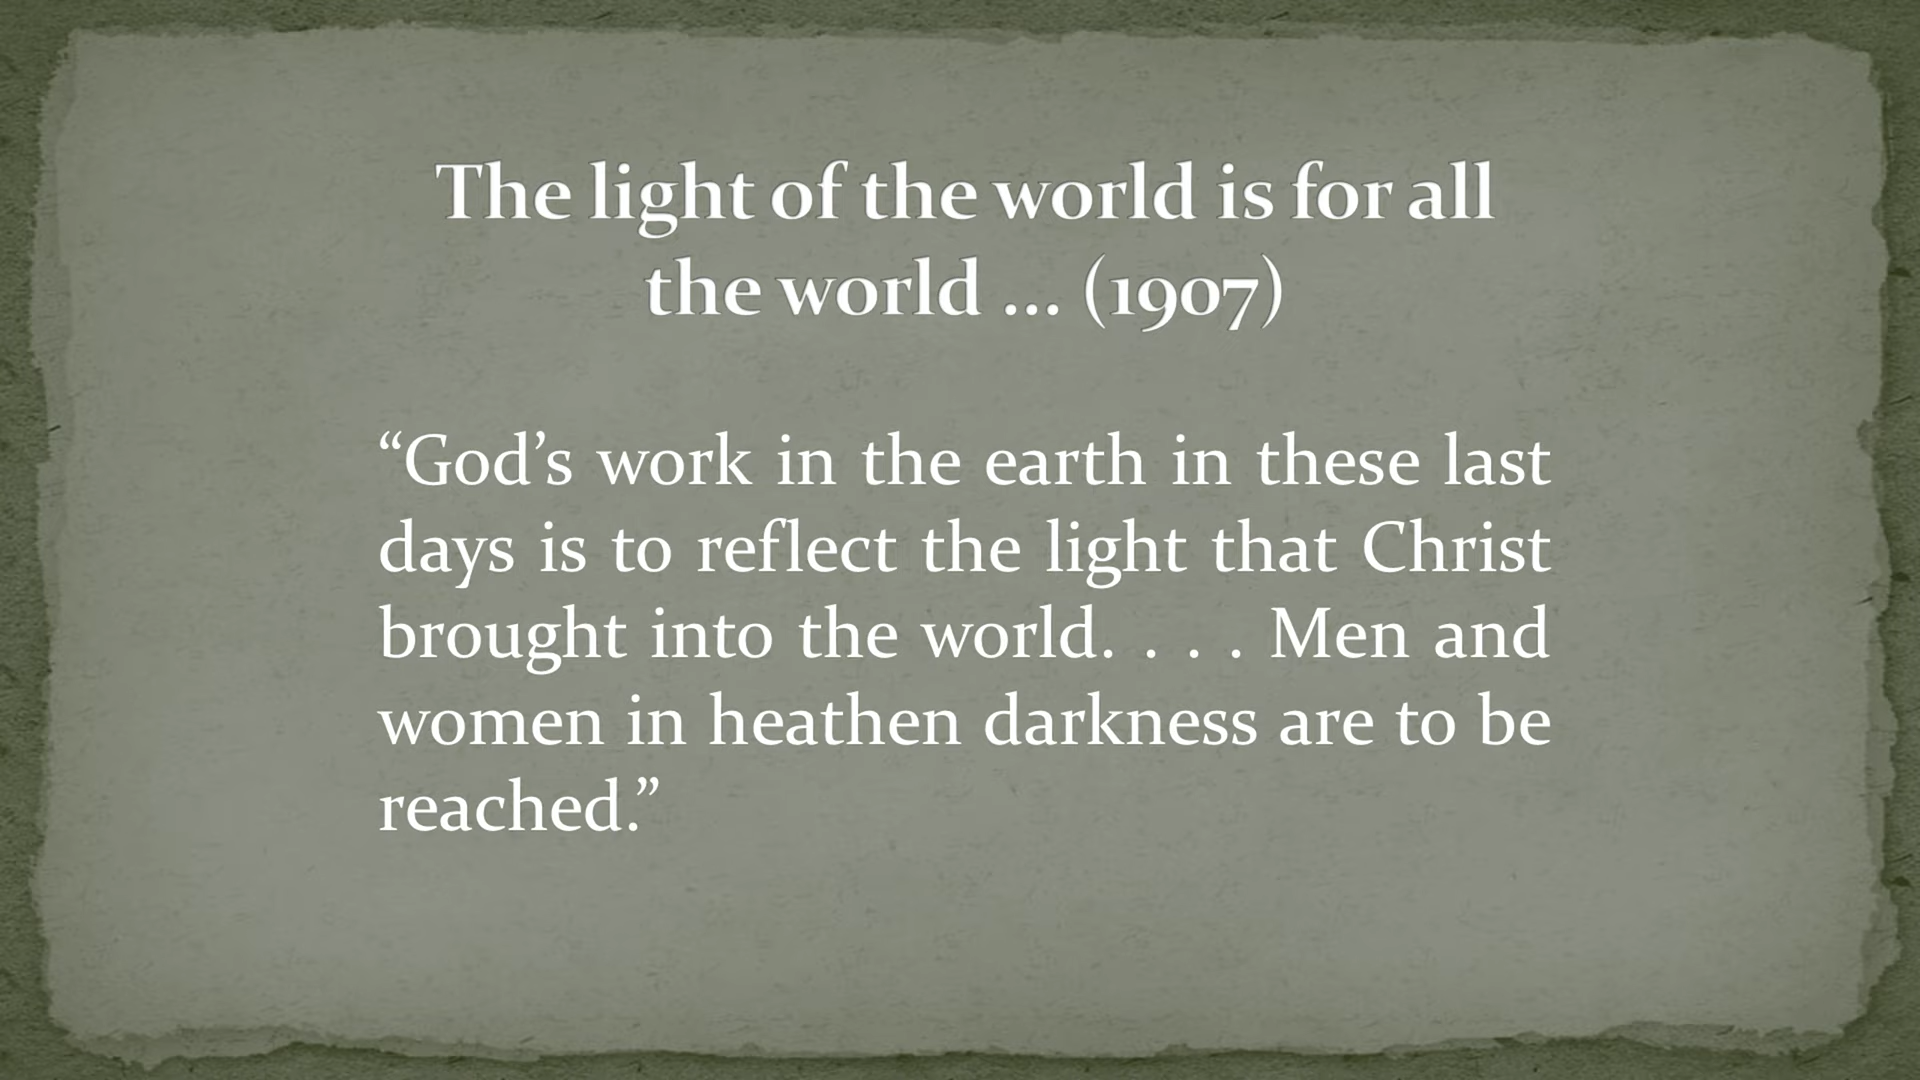 The light of the world is for all
the world … (1907)
“God’s work in the earth in these last
days is to reflect the light that Christ
brought into the world. . . . Men and
women in heathen darkness are to be
reached.”